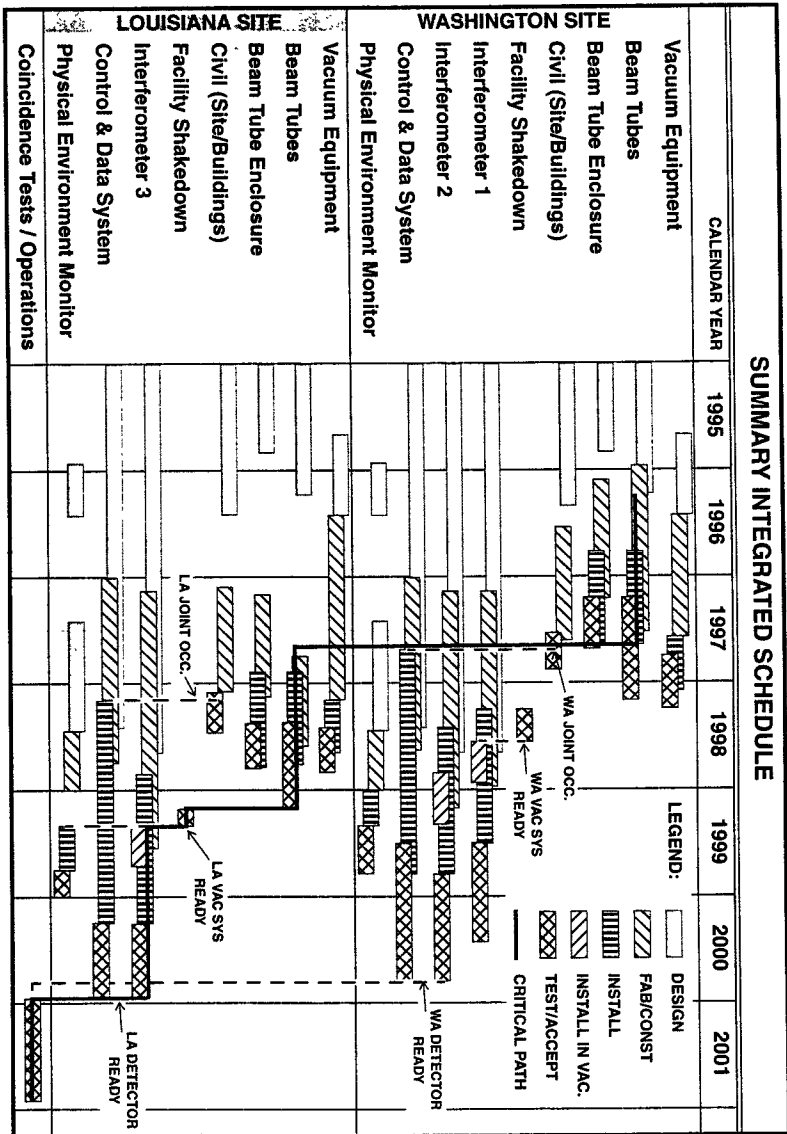 SUMMARY INTEGRATED SCHEDULE
CALENDAR YEAR 1995 1996 1997 1998 1999 2000 2001
WASHINGTON SITE
Vacuum Equipment
Beam Tubes
Beam Tube Enclosure
Civil (Site/Buildings)
Facility Shakedown
Interferometer 1
Interferometer 2
Control & Data System
Physical Environment Monitor
LOUISIANA SITE
Vacuum Equipment
Beam Tubes
Beam Tube Enclosure
Civil (Site/Buildings)
Facility Shakedown
Interferometer 3
Control & Data System
Physical Environment Monitor
Coincidence Tests / Operations
LEGEND:
DESIGN
FAB/CONST
INSTALL
INSTALL IN VAC.
TEST/ACCEPT
CRITICAL PATH
WA JOINT OCC.
WA VAC SYS
READY
WA DETECTOR
READY
LA JOINT OCC.
LA VAC SYS
READY
LA DETECTOR
READY